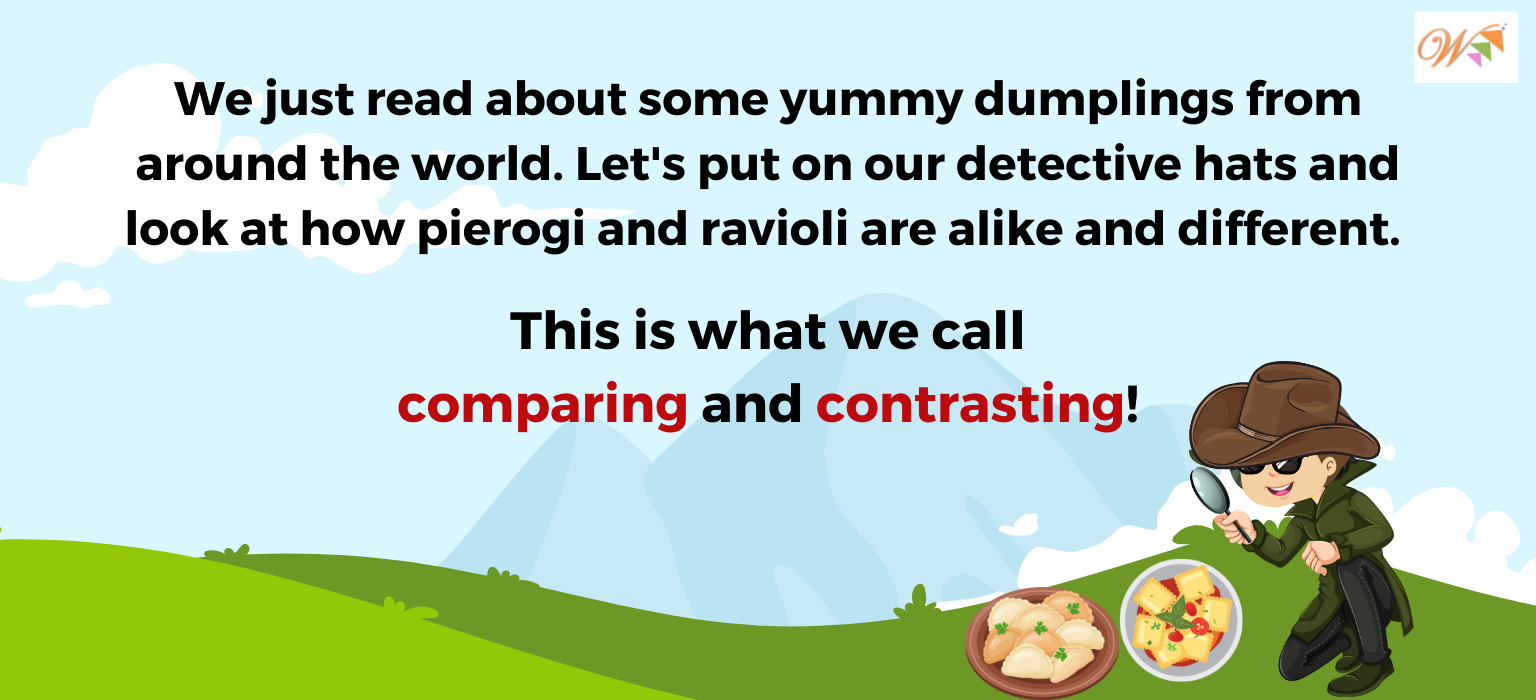 W
We just read about some yummy dumplings from
around the world. Let's put on our detective hats and
look at how pierogi and ravioli are alike and different.
This is what we call
comparing and contrasting!